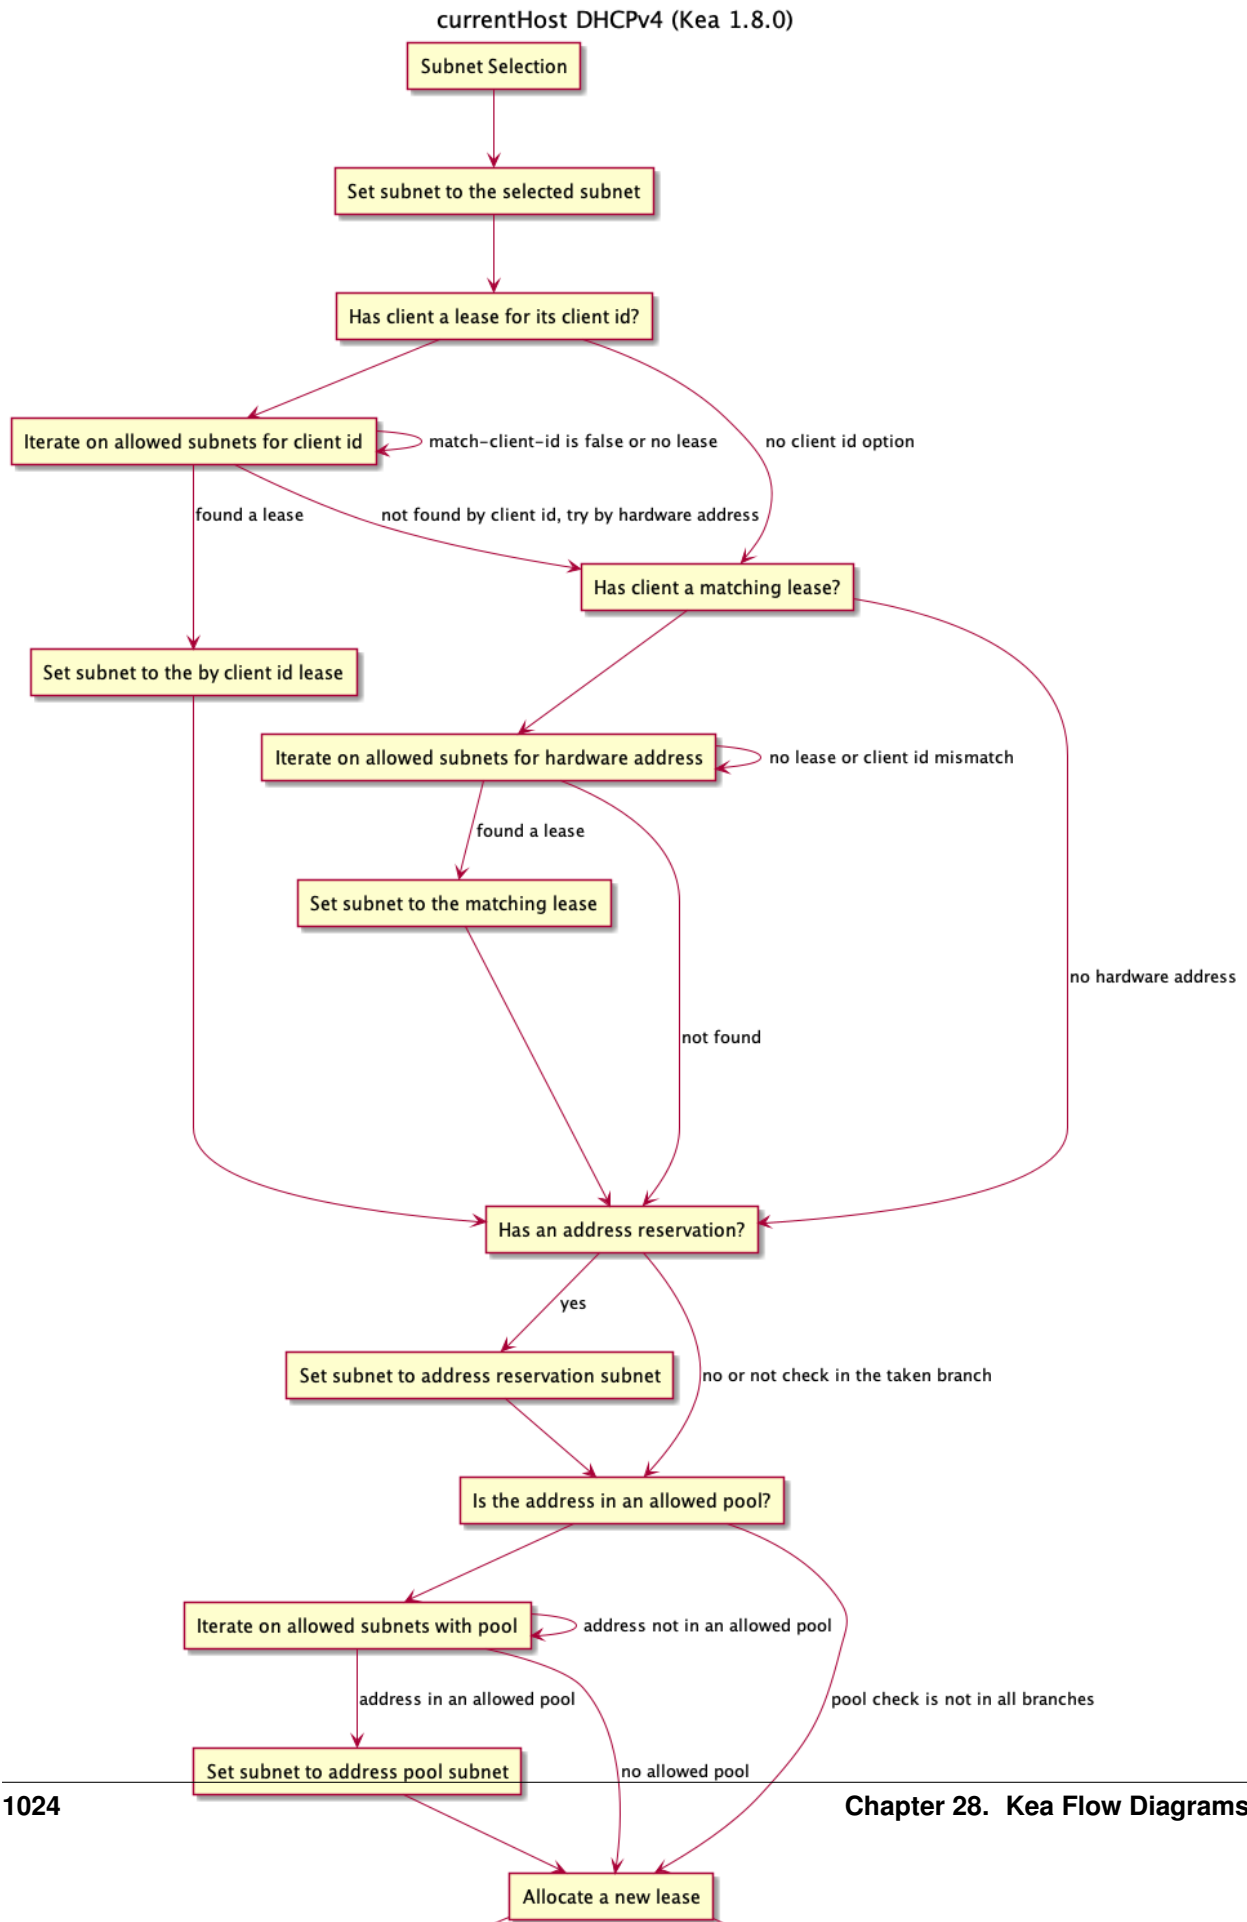 currentHost DHCPv4 (Kea 1.8.0)
Subnet Selection
Set subnet to the selected subnet
Has client a lease for its client id?
Iterate on allowed subnets for client id
match-client-id is false or no lease
no client id option
found a lease
not found by client id, try by hardware address
Has client a matching lease?
Set subnet to the by client id lease
Iterate on allowed subnets for hardware address
no lease or client id mismatch
found a lease
Set subnet to the matching lease
no hardware address
not found
Has an address reservation?
yes
Set subnet to address reservation subnet
no or not check in the taken branch
Is the address in an allowed pool?
Iterate on allowed subnets with pool
address not in an allowed pool
address in an allowed pool
pool check is not in all branches
Set subnet to address pool subnet
no allowed pool
1024
Chapter 28. Kea Flow Diagrams
Allocate a new lease